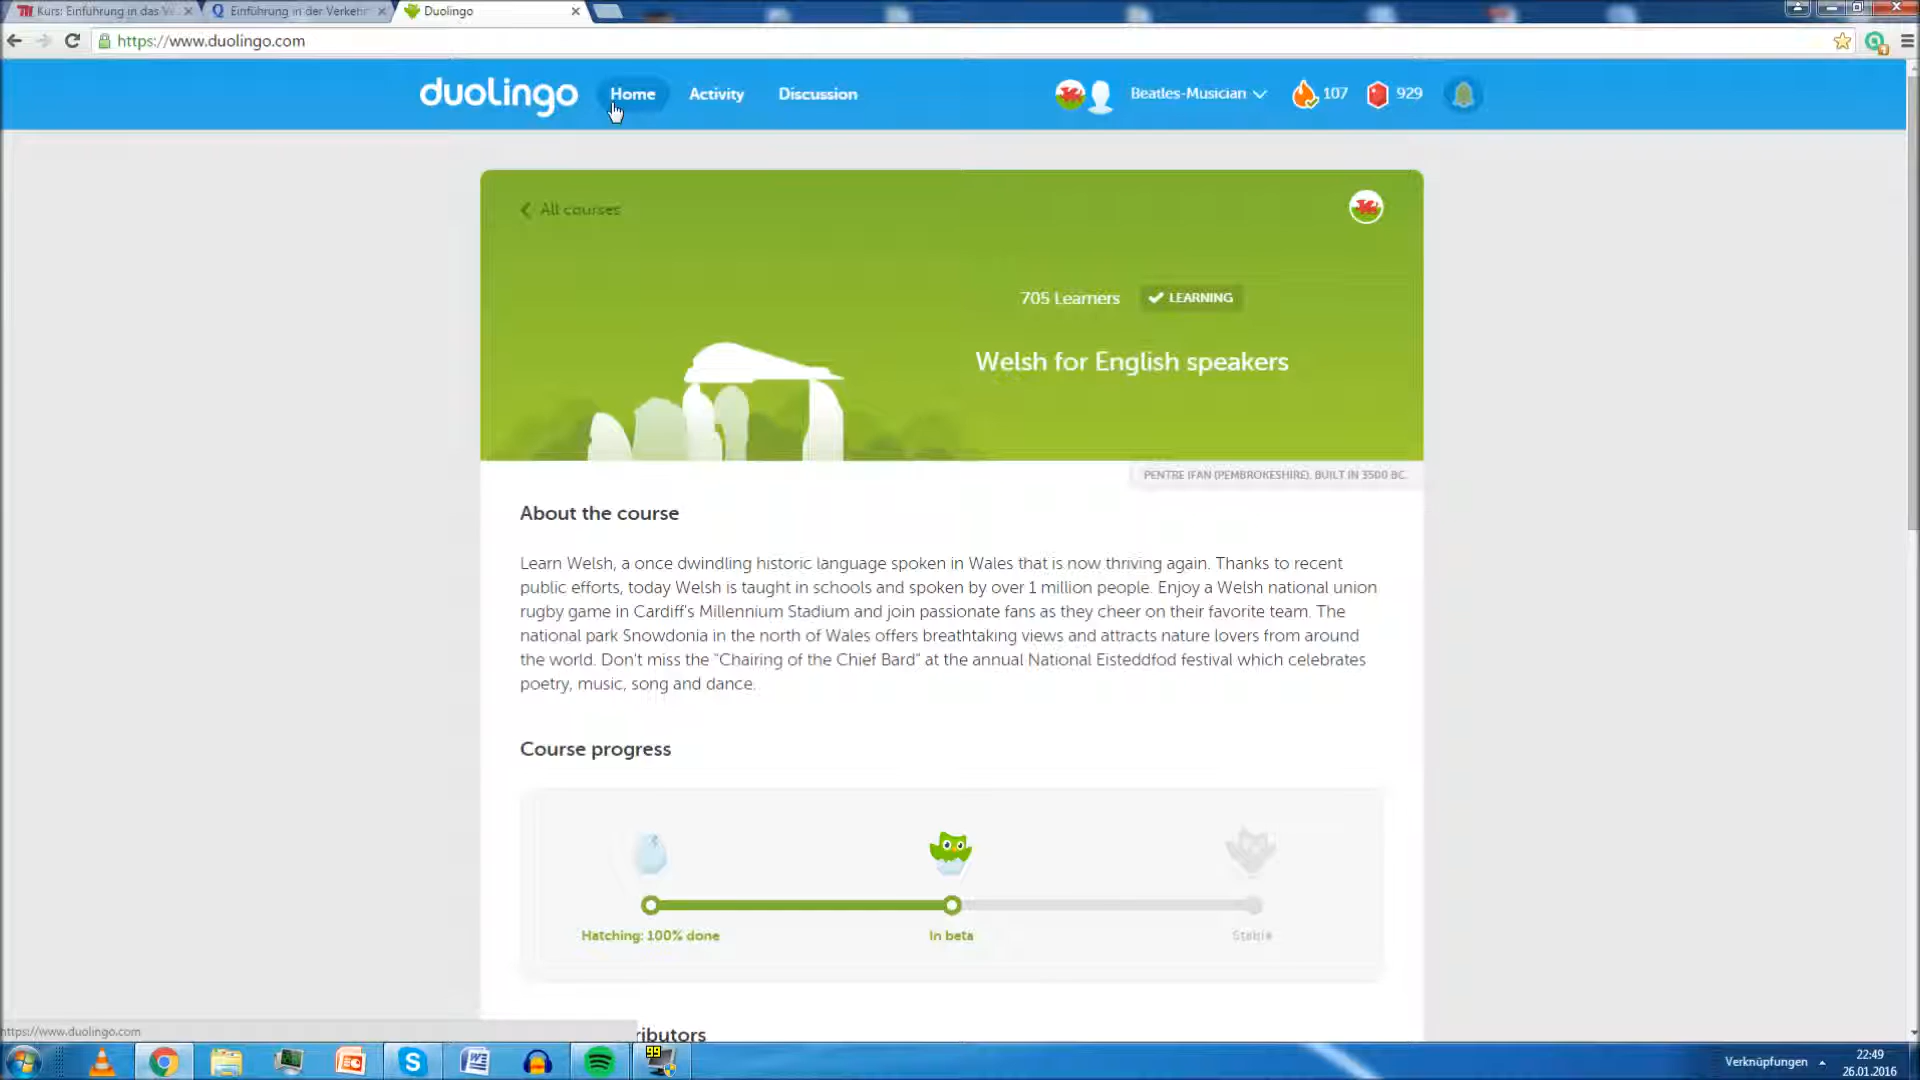 Kurs: Einführung in das
Einführung in der Verkehr
Duolingo
https://www.duolingo.com
duolingo
Home
Activity
Discussion
Beatles-Musician
107
929
All courses
705 Learners
LEARNING
Welsh for English speakers
PENTRE IFAN (PEMBROKESHIRE). BUILT IN 3500 BC.
About the course
Learn Welsh, a once dwindling historic language spoken in Wales that is now thriving again. Thanks to recent
public efforts, today Welsh is taught in schools and spoken by over 1 million people. Enjoy a Welsh national union
rugby game in Cardiff's Millennium Stadium and join passionate fans as they cheer on their favorite team. The
national park Snowdonia in the north of Wales offers breathtaking views and attracts nature lovers from around
the world. Don't miss the "Chairing of the Chief Bard" at the annual National Eisteddfod festival which celebrates
poetry, music, song and dance.
Course progress
Hatching: 100% done
In beta
Stable
ributors
https://www.duolingo.com
99
Verknüpfungen
22:49
26.01.2016